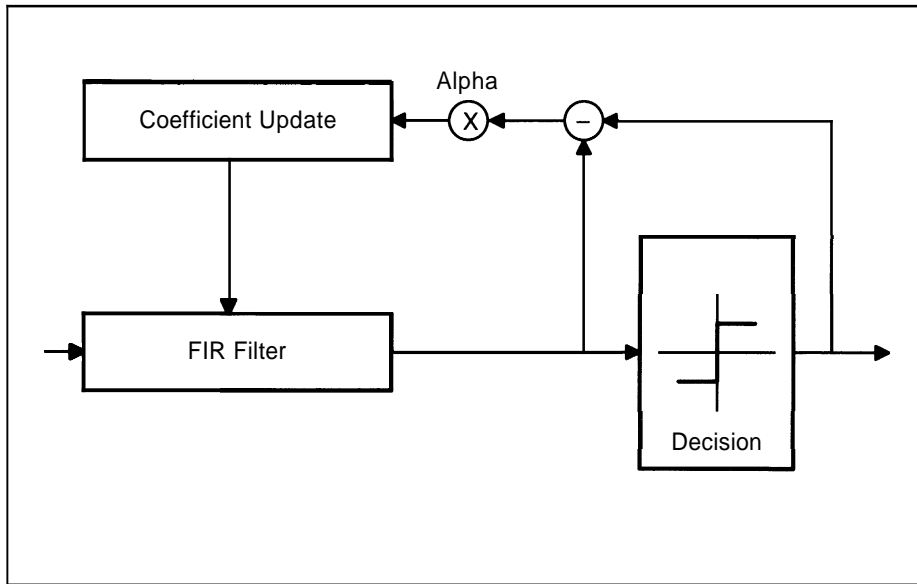 Alpha
Coefficient Update
X
−
FIR Filter
Decision